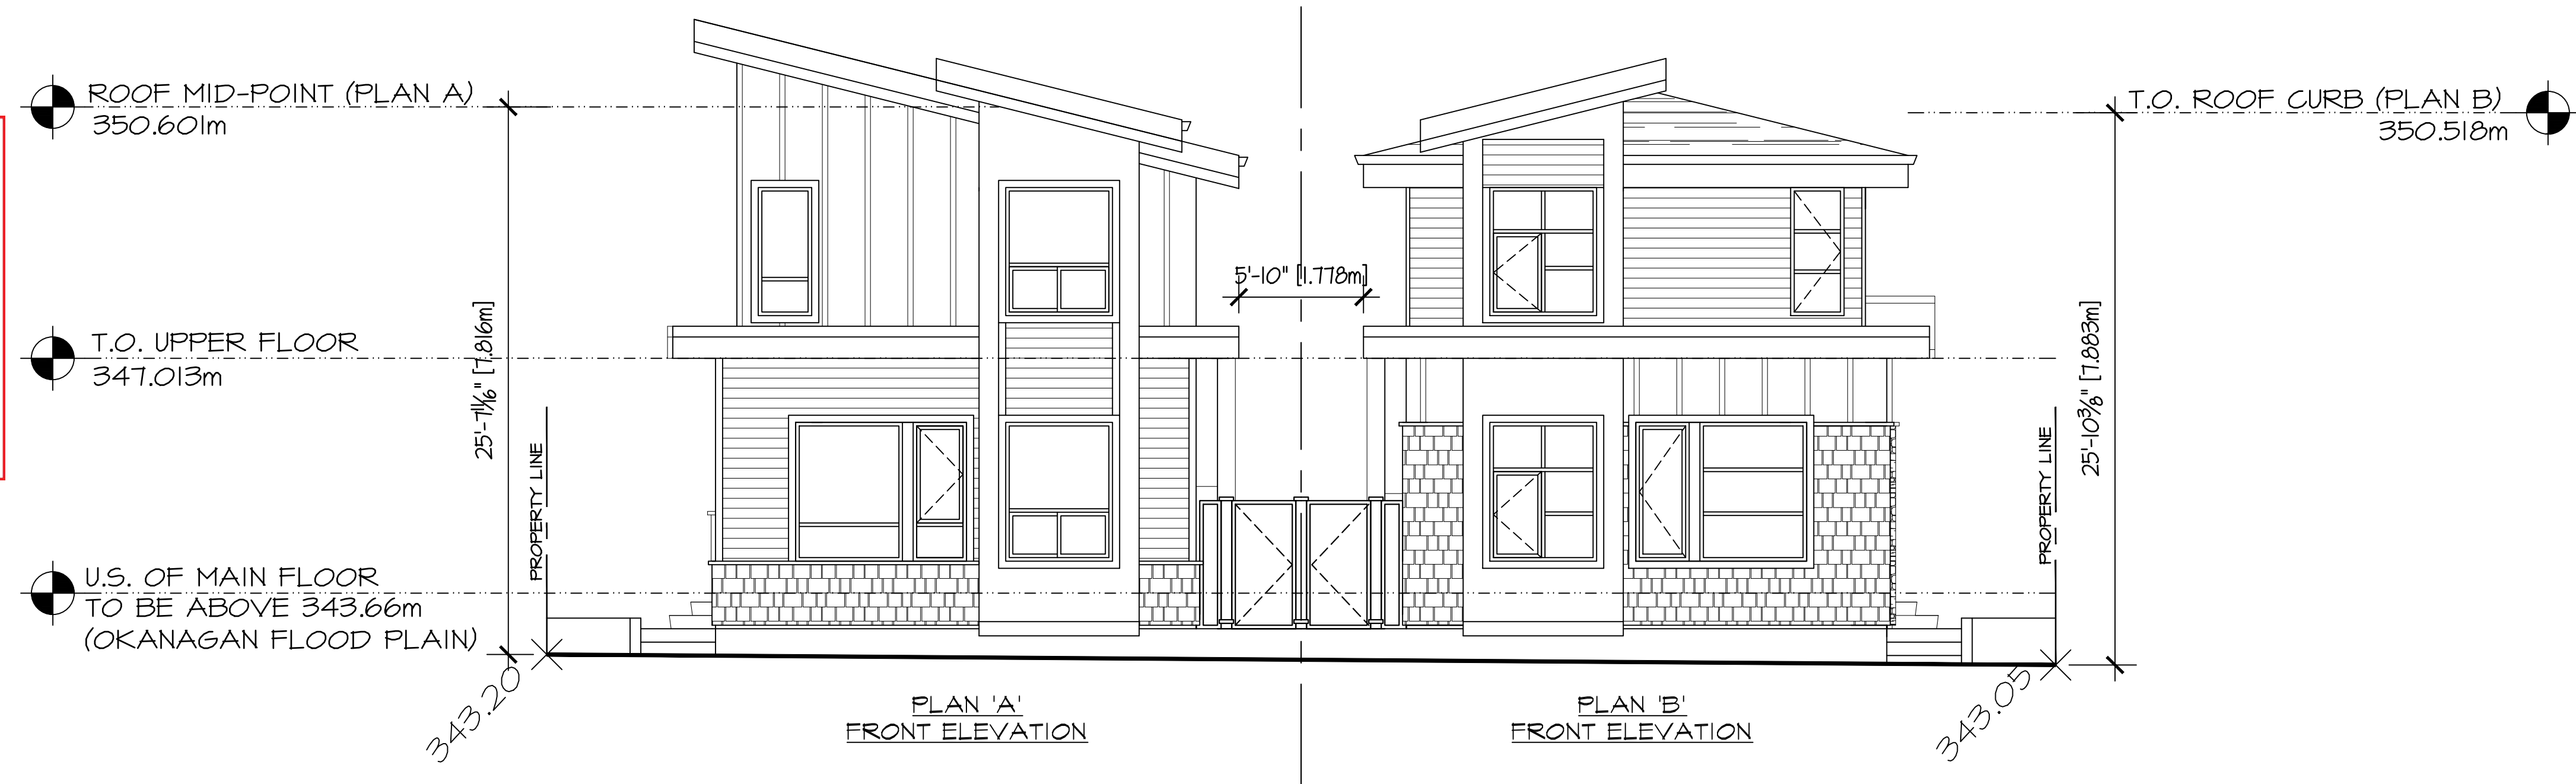 ROOF MID-POINT (PLAN A)
350.601m
T.O. ROOF CURB (PLAN B)
350.518m
5'-10" [1.778m]
T.O. UPPER FLOOR
347.013m
25'-7 11/16" [7.816m]
25'-10 3/8" [7.883m]
PROPERTY LINE
PROPERTY LINE
U.S. OF MAIN FLOOR
TO BE ABOVE 343.66m
(OKANAGAN FLOOD PLAIN)
343.20
343.05
PLAN 'A'
FRONT ELEVATION
PLAN 'B'
FRONT ELEVATION